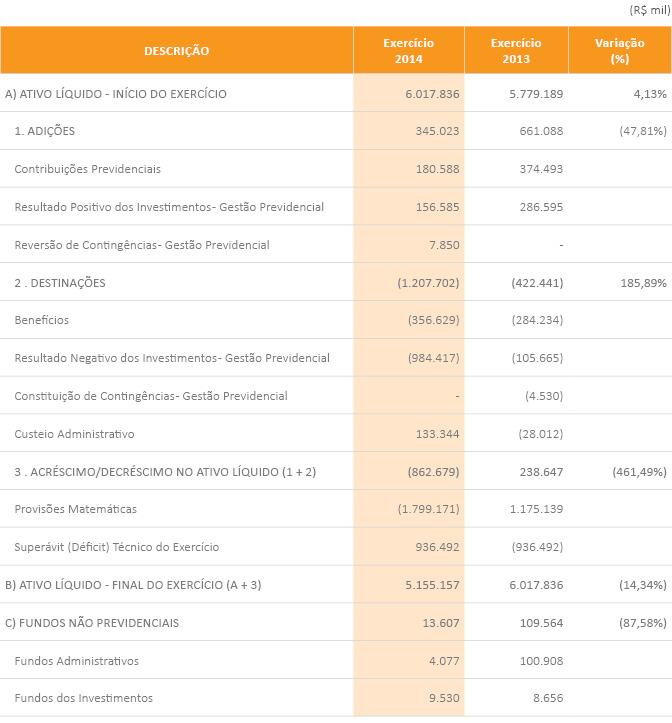 (R$ mil)
DESCRIÇÃO Exercício 2014 Exercício 2013 Variação (%)
A) ATIVO LÍQUIDO - INÍCIO DO EXERCÍCIO 6.017.836 5.779.189 4,13%
1. ADIÇÕES 345.023 661.088 (47,81%)
Contribuições Previdenciais 180.588 374.493
Resultado Positivo dos Investimentos - Gestão Previdencial 156.585 286.595
Reversão de Contingências - Gestão Previdencial 7.850 -
2 . DESTINAÇÕES (1.207.702) (422.441) 185,89%
Benefícios (356.629) (284.234)
Resultado Negativo dos Investimentos - Gestão Previdencial (984.417) (105.665)
Constituição de Contingências - Gestão Previdencial - (4.530)
Custeio Administrativo 133.344 (28.012)
3 . ACRÉSCIMO/DECRÉSCIMO NO ATIVO LÍQUIDO (1 + 2) (862.679) 238.647 (461,49%)
Provisões Matemáticas (1.799.171) 1.175.139
Superávit (Déficit) Técnico do Exercício 936.492 (936.492)
B) ATIVO LÍQUIDO - FINAL DO EXERCÍCIO (A + 3) 5.155.157 6.017.836 (14,34%)
C) FUNDOS NÃO PREVIDENCIAIS 13.607 109.564 (87,58%)
Fundos Administrativos 4.077 100.908
Fundos dos Investimentos 9.530 8.656